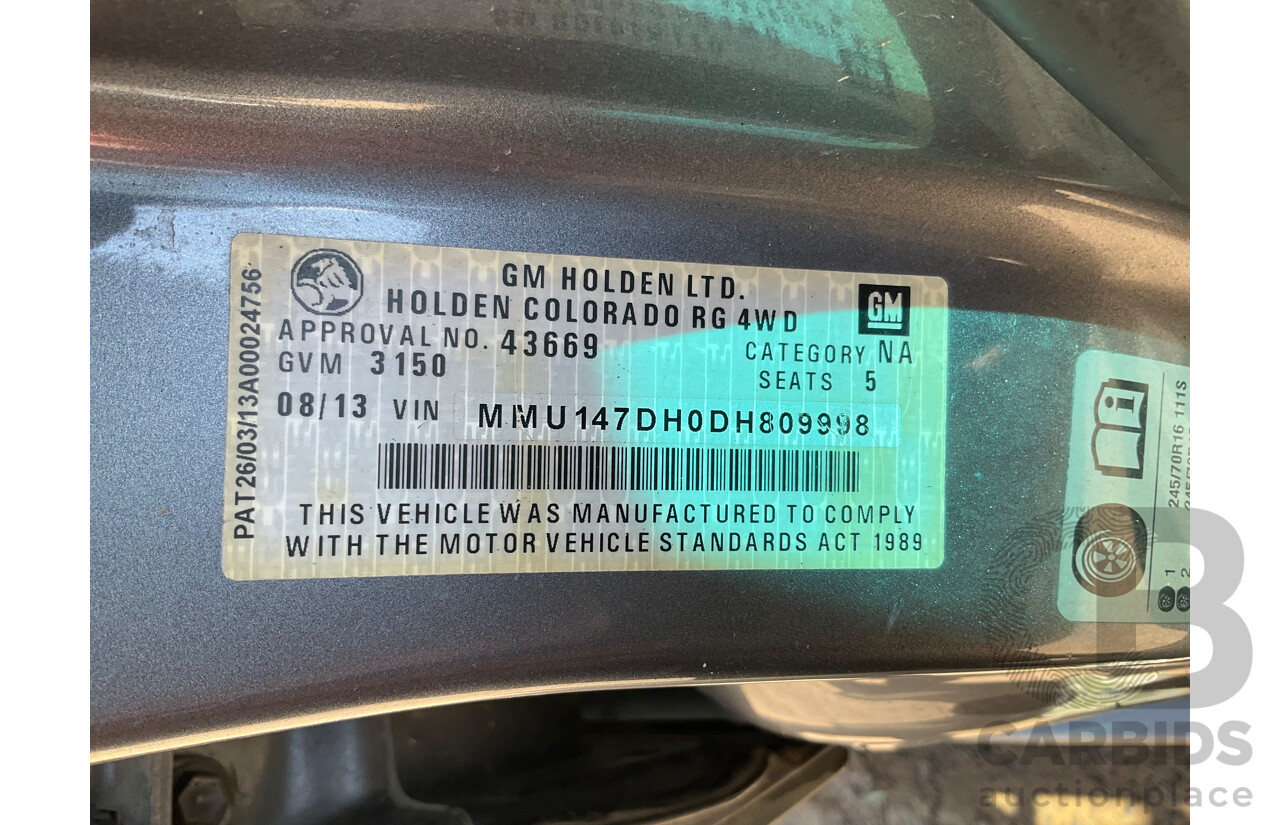 GM HOLDEN LTD.
HOLDEN COLORADO RG 4WD
GM
APPROVAL NO. 43669
CATEGORY NA
GVM 3150
SEATS 5
08/13 VIN MMU147DH0DH809998
THIS VEHICLE WAS MANUFACTURED TO COMPLY
WITH THE MOTOR VEHICLE STANDARDS ACT 1989
PAT26/03/13A00024756
i
245/70R16 111S
1
2
B
CARBIDS
auctionplace